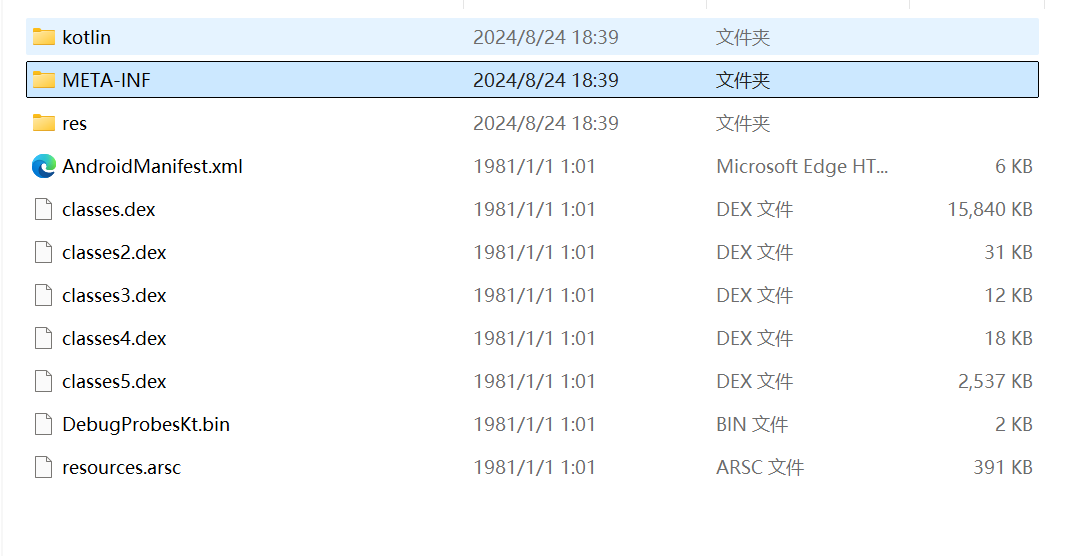 kotlin 2024/8/24 18:39 文件夹
META-INF 2024/8/24 18:39 文件夹
res 2024/8/24 18:39 文件夹
AndroidManifest.xml 1981/1/1 1:01 Microsoft Edge HT... 6 KB
classes.dex 1981/1/1 1:01 DEX 文件 15,840 KB
classes2.dex 1981/1/1 1:01 DEX 文件 31 KB
classes3.dex 1981/1/1 1:01 DEX 文件 12 KB
classes4.dex 1981/1/1 1:01 DEX 文件 18 KB
classes5.dex 1981/1/1 1:01 DEX 文件 2,537 KB
DebugProbesKt.bin 1981/1/1 1:01 BIN 文件 2 KB
resources.arsc 1981/1/1 1:01 ARSC 文件 391 KB